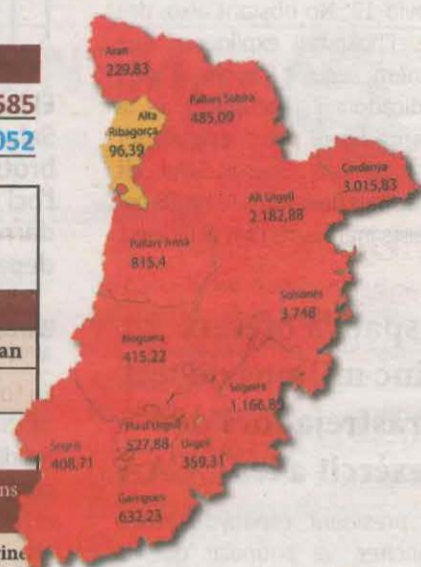 585
052
an
ns
rine
Aran
229,83
Pallars Sobirà
485,09
Alta
Ribagorça
96,39
Cerdanya
3.015,83
Alt Urgell
2.182,88
Pallars Jussà
815,4
Solsonès
3.748
Noguera
415,22
Segarra
1.166,89
Pla d'Urgell
527,88
Urgell
359,31
Segrià
408,71
Garrigues
632,23